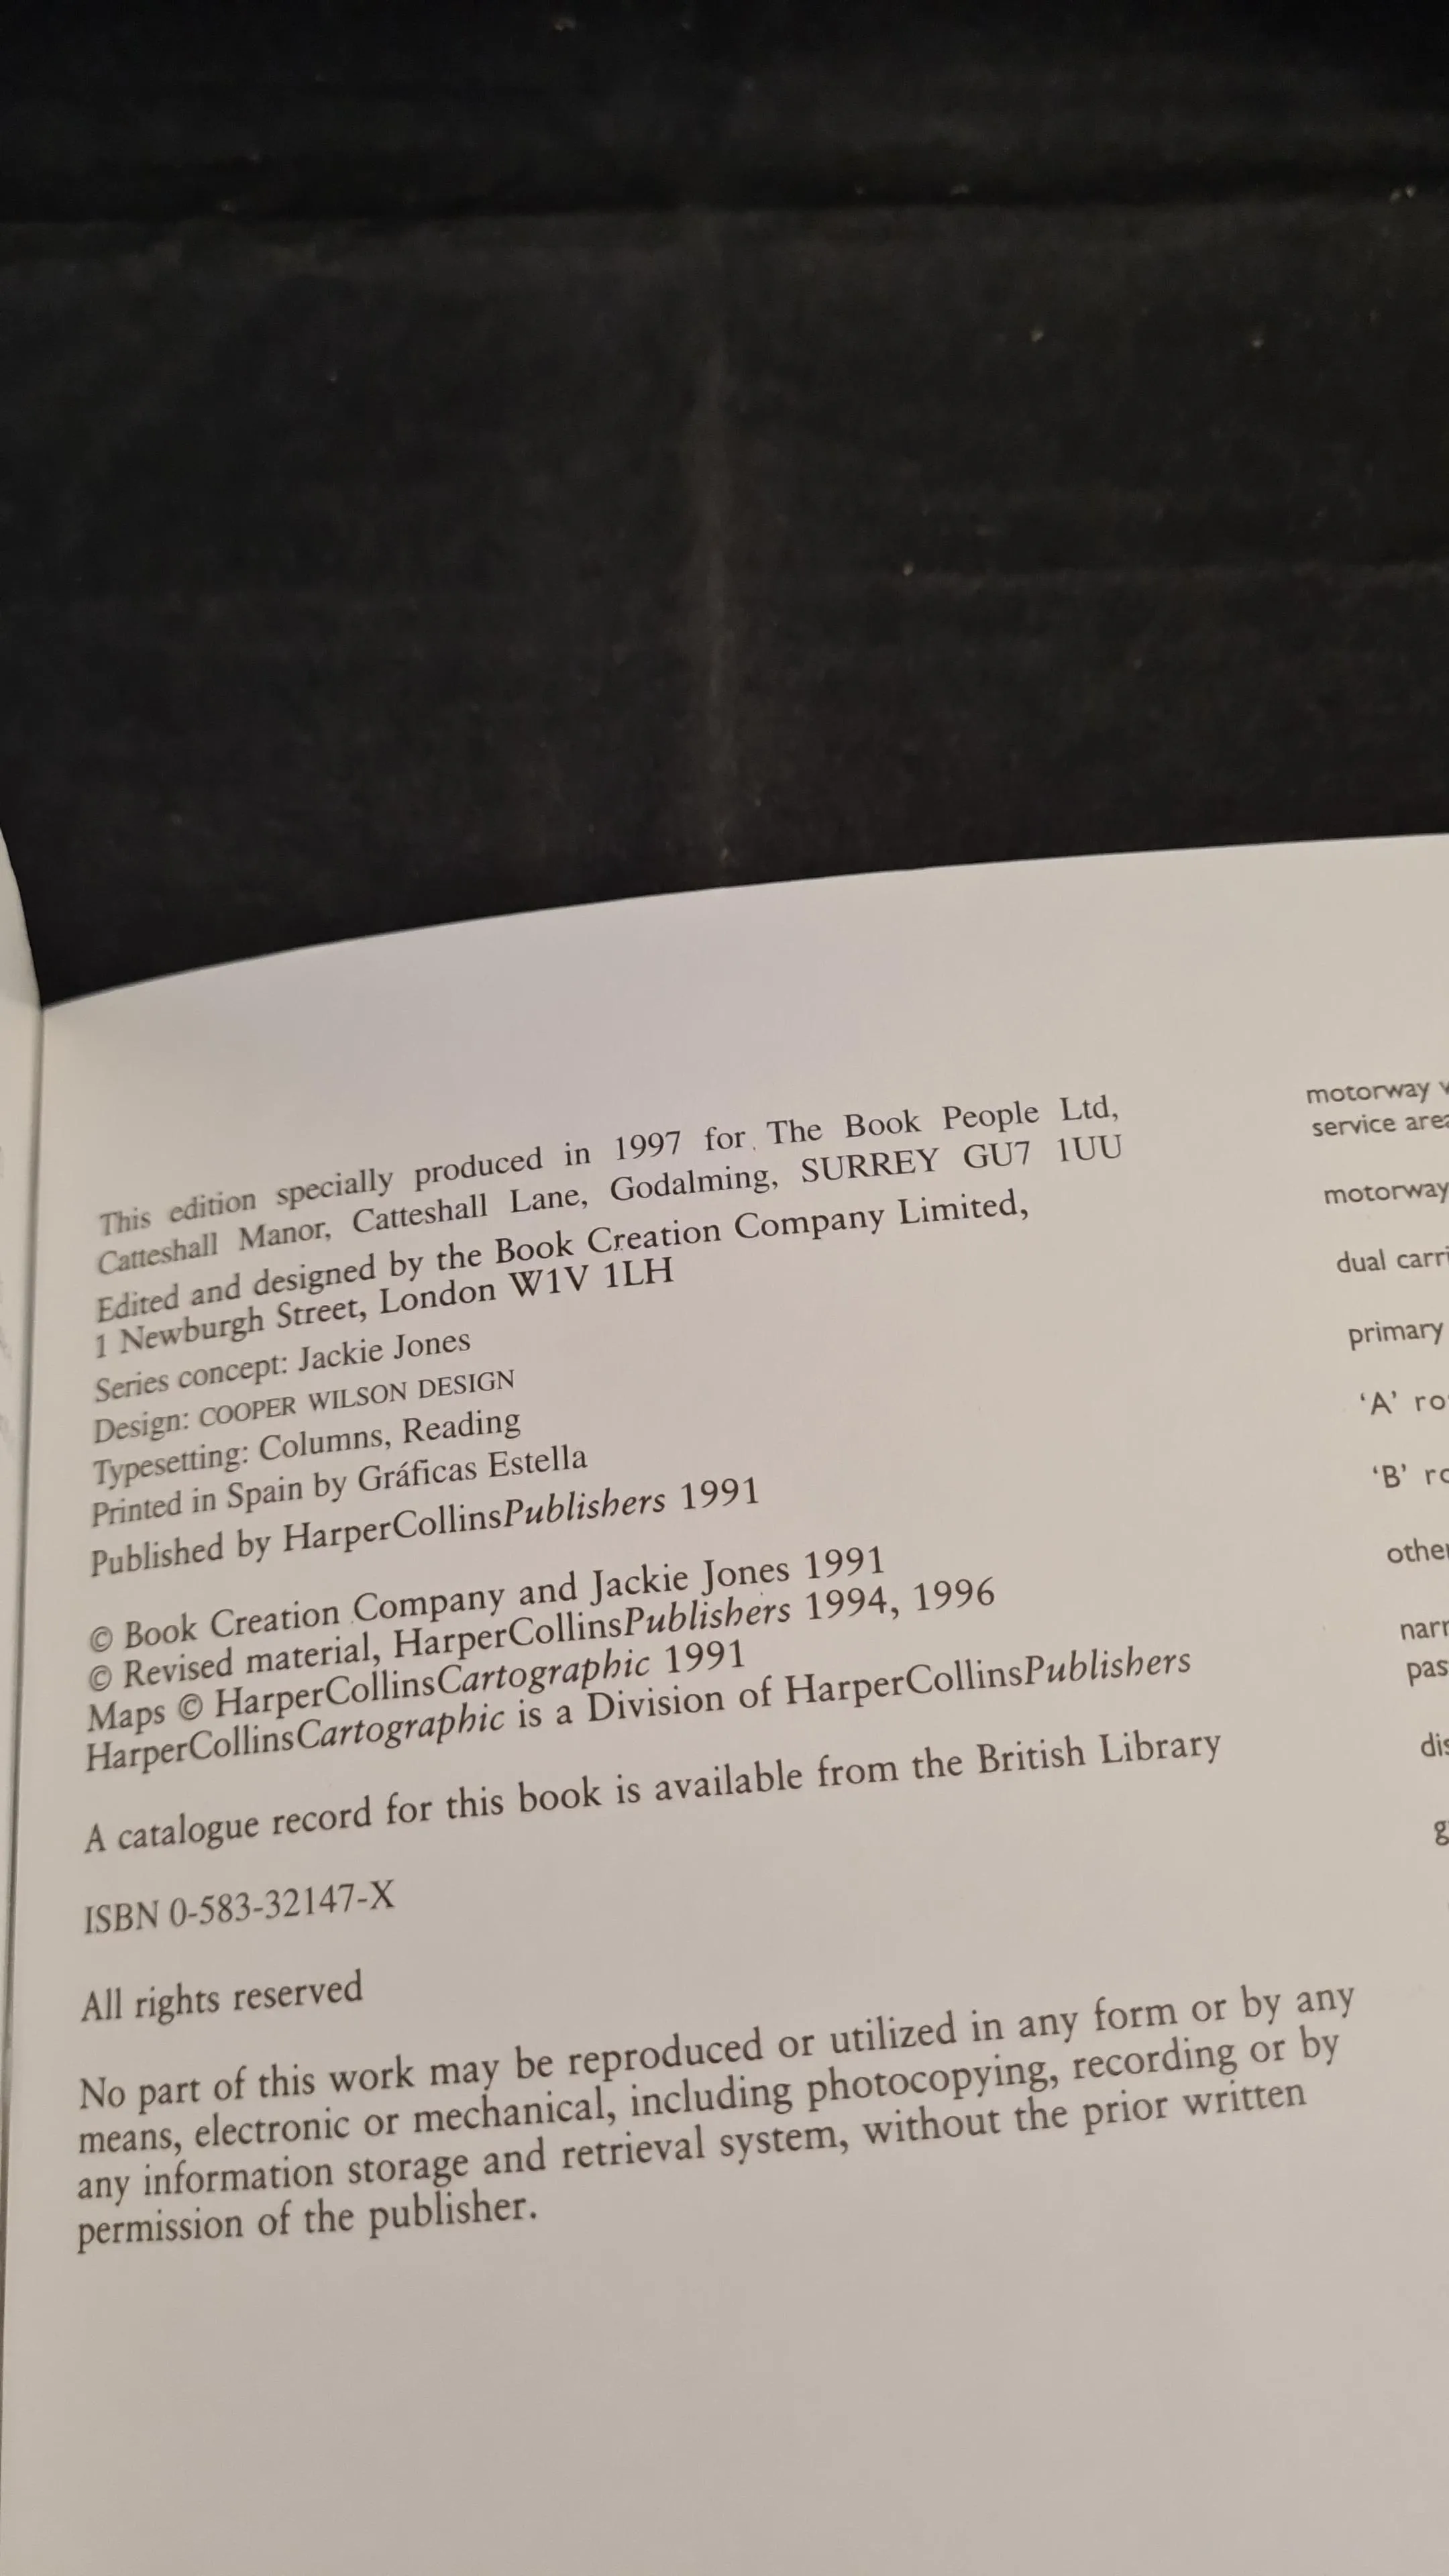 This edition specially produced in 1997 for The Book People Ltd,
Catteshall Manor, Catteshall Lane, Godalming, SURREY GU7 1UU
Edited and designed by the Book Creation Company Limited,
1 Newburgh Street, London W1V 1LH
Series concept: Jackie Jones
Design: COOPER WILSON DESIGN
Typesetting: Columns, Reading
Printed in Spain by Gráficas Estella
Published by HarperCollinsPublishers 1991
© Book Creation Company and Jackie Jones 1991
© Revised material, HarperCollinsPublishers 1994, 1996
Maps © HarperCollinsCartographic 1991
HarperCollinsCartographic is a Division of HarperCollinsPublishers
A catalogue record for this book is available from the British Library
ISBN 0-583-32147-X
All rights reserved
No part of this work may be reproduced or utilized in any form or by any
means, electronic or mechanical, including photocopying, recording or by
any information storage and retrieval system, without the prior written
permission of the publisher.
motorway
service
motorway
dual
primary
'A'
'B'